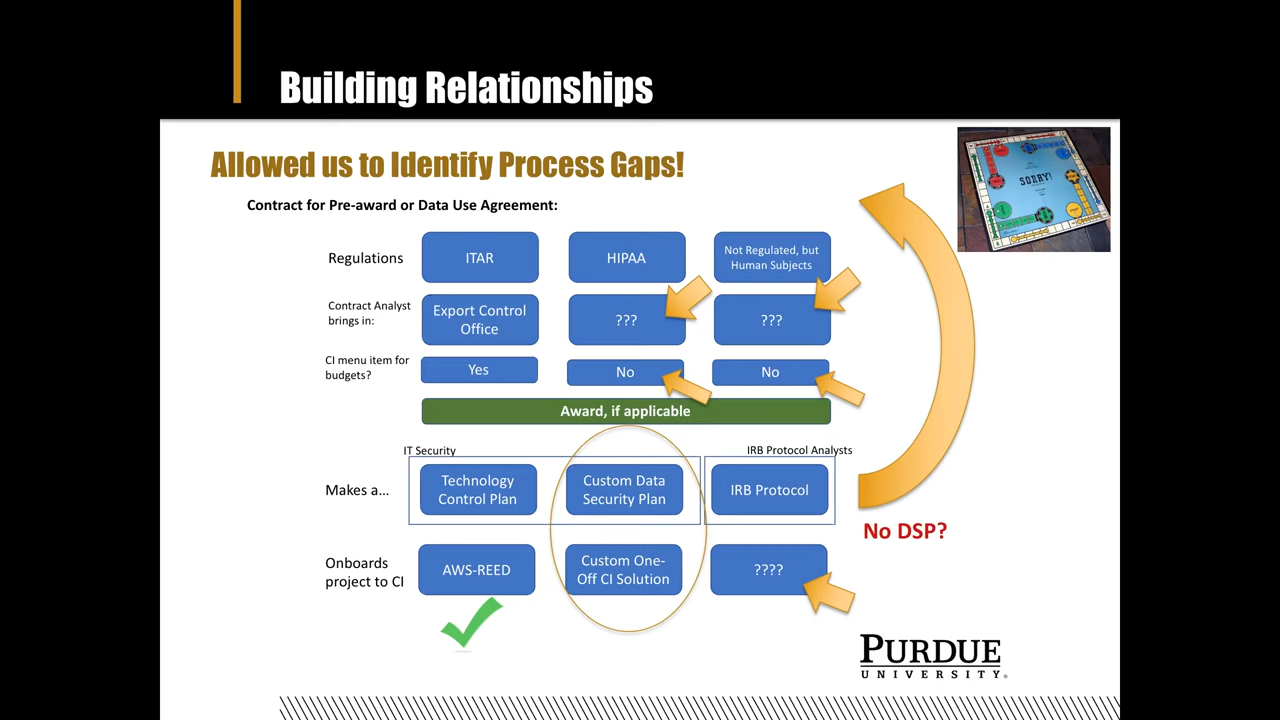 Building Relationships
Allowed us to Identify Process Gaps!
SORRY!
Contract for Pre-award or Data Use Agreement:
Regulations
ITAR
HIPAA
Not Regulated, but
Human Subjects
Contract Analyst
brings in:
Export Control
Office
???
???
CI menu item for
budgets?
Yes
No
No
Award, if applicable
IT Security
IRB Protocol Analysts
Makes a...
Technology
Control Plan
Custom Data
Security Plan
IRB Protocol
No DSP?
Onboards
project to CI
AWS-REED
Custom One-
Off CI Solution
????
PURDUE
UNIVERSITY®